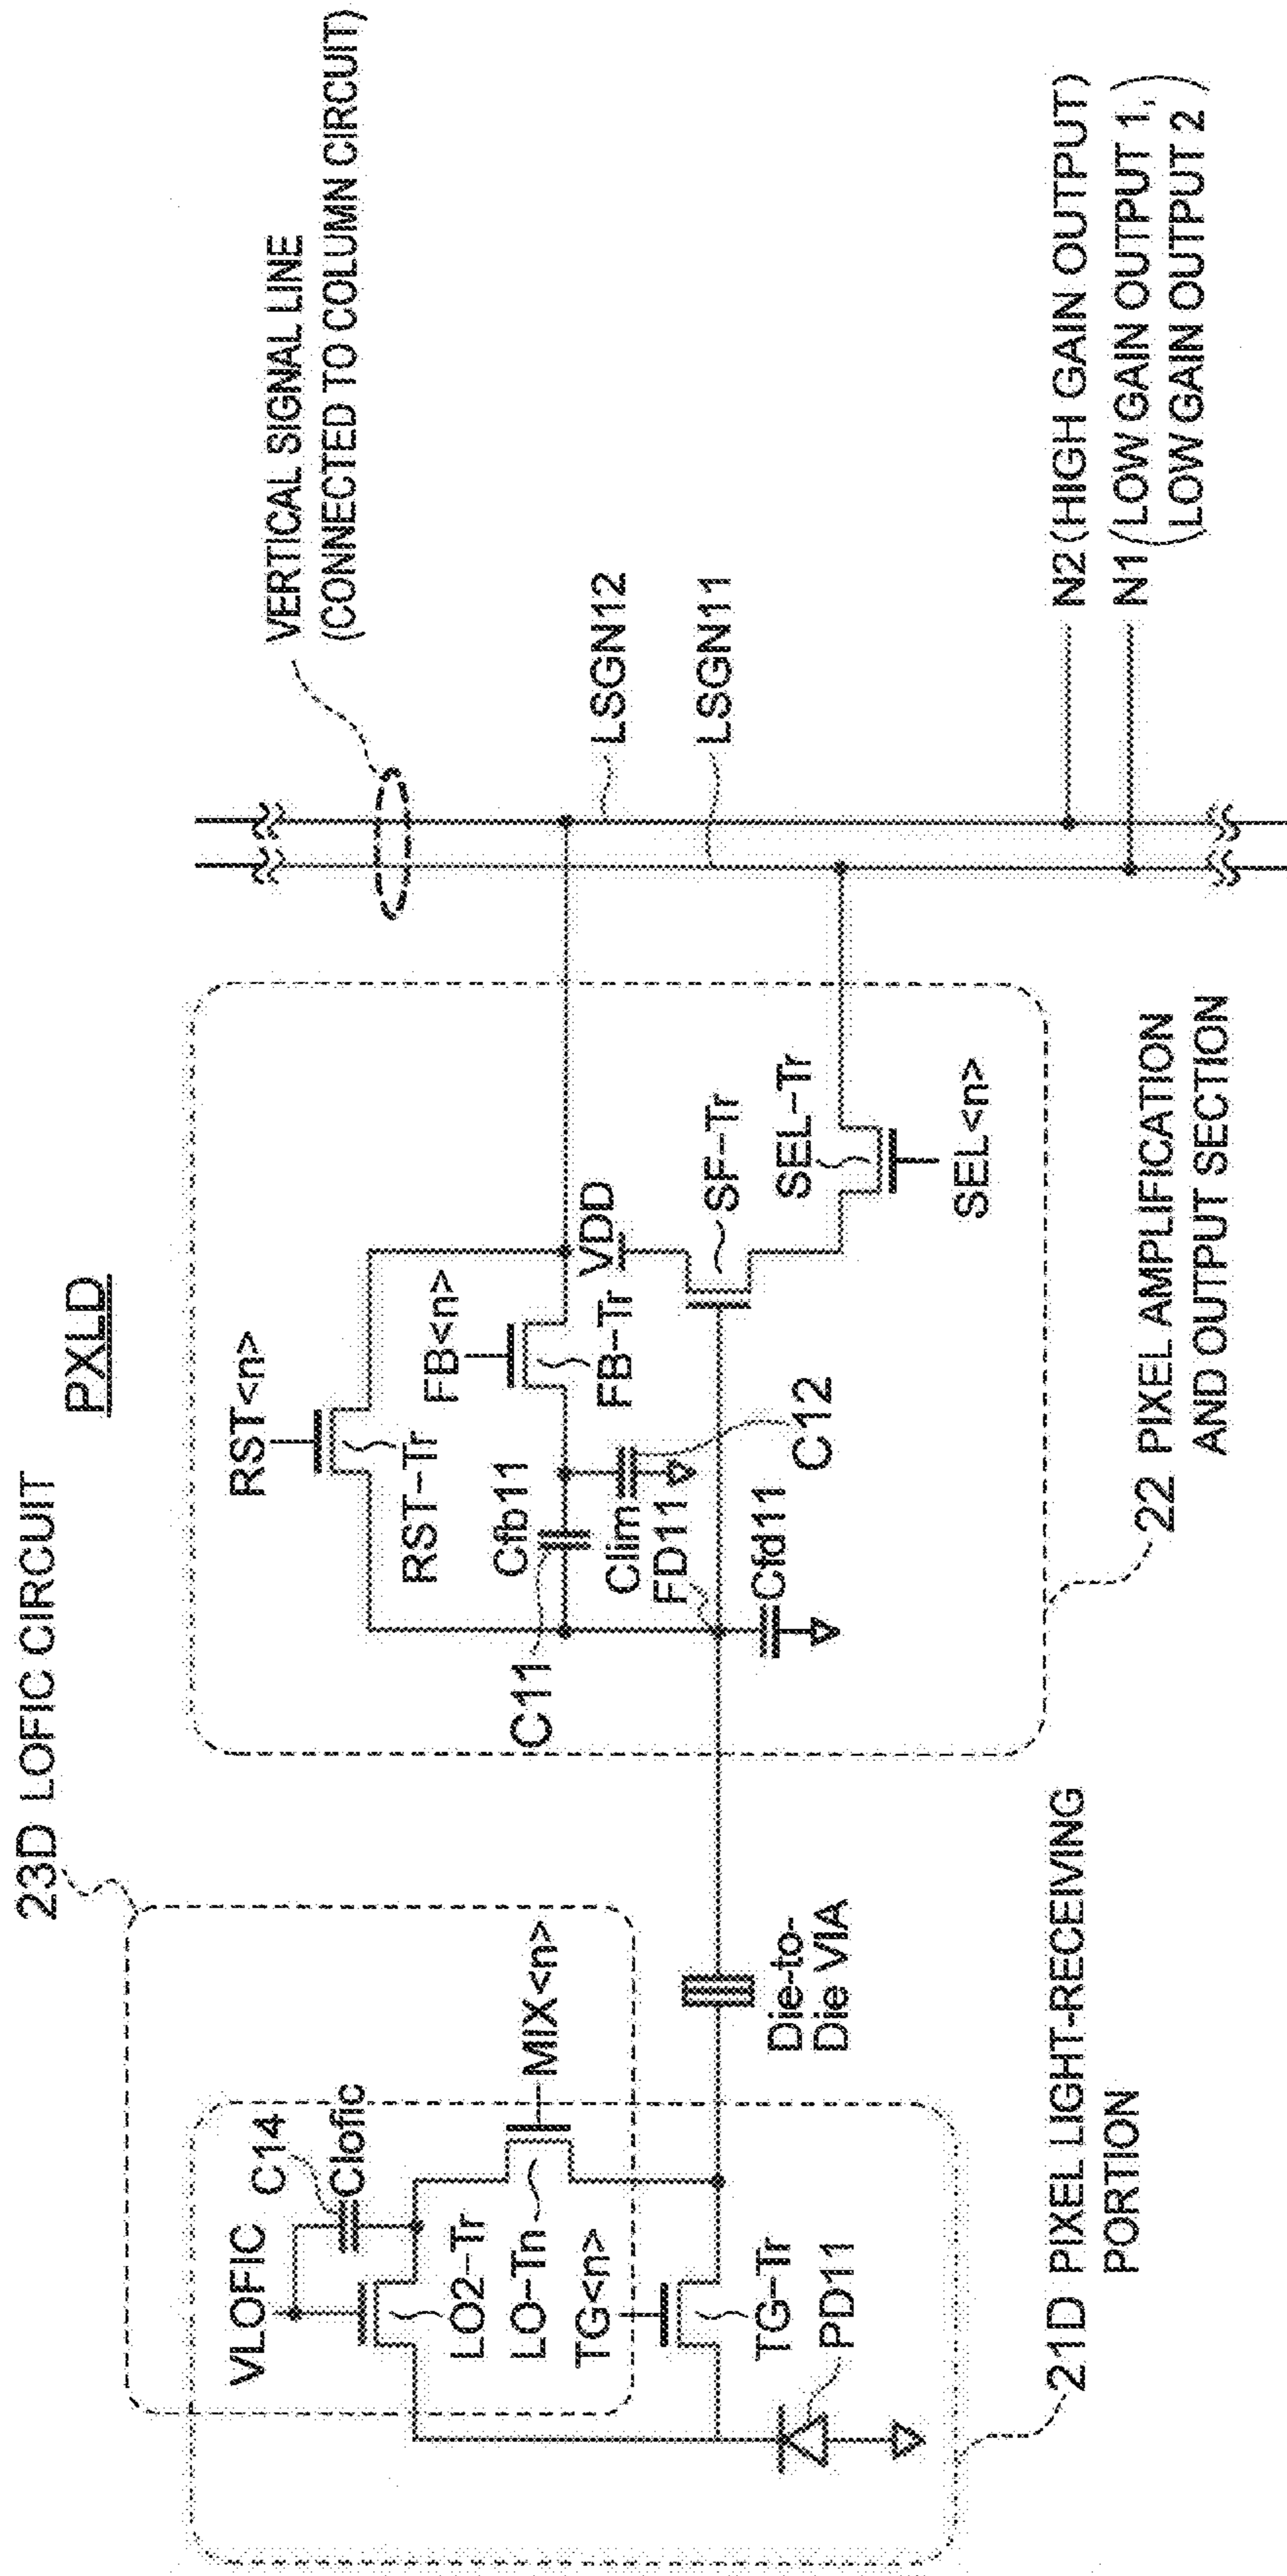 PXLD
23D LOFIC CIRCUIT
VERTICAL SIGNAL LINE
(CONNECTED TO COLUMN CIRCUIT)
VLOFIC
C14
Clofic
LO2-Tr
LO-Tn
MIX<n>
TG<n>
TG-Tr
PD11
Die-to-
Die VIA
RST<n>
RST-Tr
FB<n>
FB-Tr
Cfb11
C11
Clim
C12
FD11
Cfd11
VDD
SF-Tr
SEL-Tr
SEL<n>
LSGN12
LSGN11
N2 (HIGH GAIN OUTPUT)
N1 (LOW GAIN OUTPUT 1,
LOW GAIN OUTPUT 2)
21D PIXEL LIGHT-RECEIVING
PORTION
22 PIXEL AMPLIFICATION
AND OUTPUT SECTION